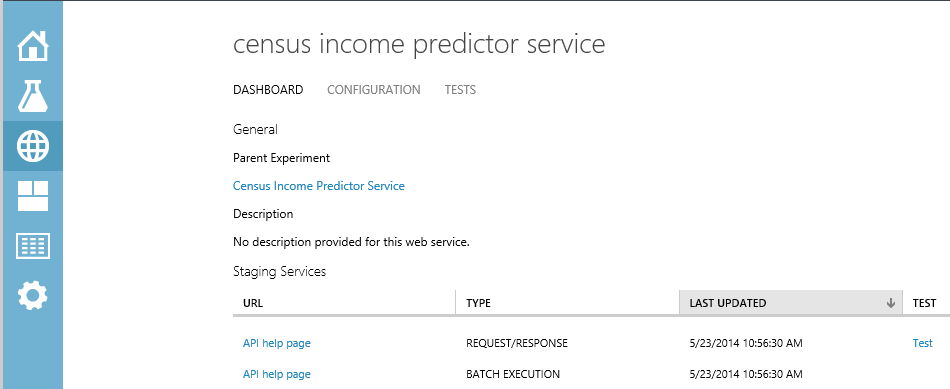 census income predictor service
DASHBOARD CONFIGURATION TESTS
General
Parent Experiment
Census Income Predictor Service
Description
No description provided for this web service.
Staging Services
URL TYPE LAST UPDATED TEST
API help page REQUEST/RESPONSE 5/23/2014 10:56:30 AM Test
API help page BATCH EXECUTION 5/23/2014 10:56:30 AM